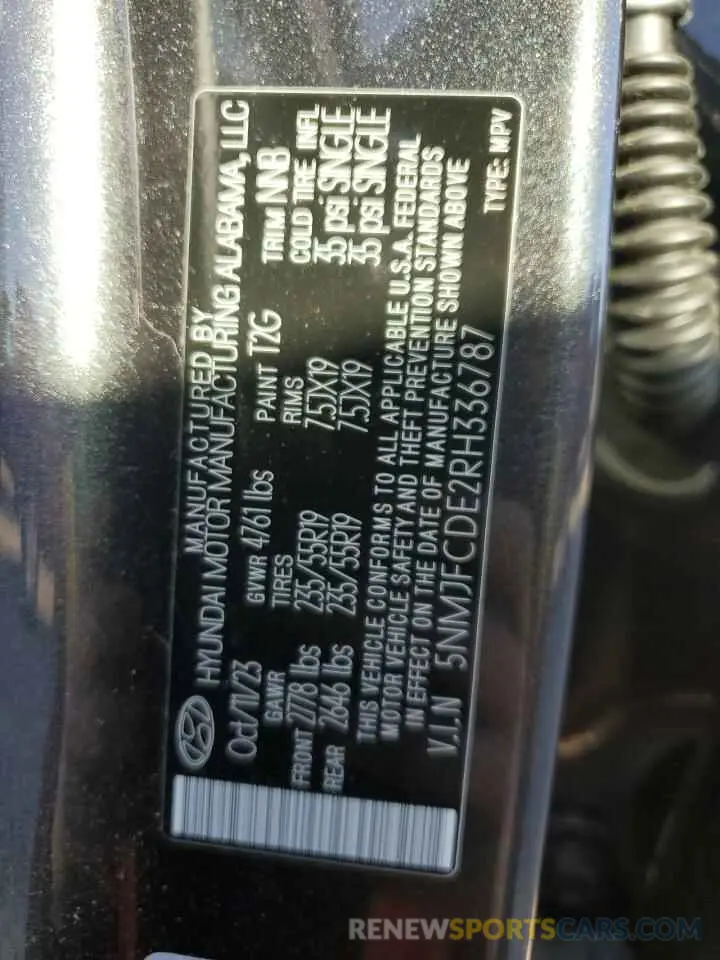 MANUFACTURED BY
HYUNDAI MOTOR MANUFACTURING ALABAMA, LLC
Oct/11/23 GVWR 4761 lbs PAINT T2G TRIM NNB
GAWR TIRES RIMS COLD TIRE INFL
FRONT 2778 lbs 235/55R19 7.5JX19 35 psi SINGLE
REAR 2646 lbs 235/55R19 7.5JX19 35 psi SINGLE
THIS VEHICLE CONFORMS TO ALL APPLICABLE U.S.A. FEDERAL
MOTOR VEHICLE SAFETY AND THEFT PREVENTION STANDARDS
IN EFFECT ON THE DATE OF MANUFACTURE SHOWN ABOVE
V.I.N 5NMJFCDE2RH336787 TYPE: MPV
RENEWSPORTSCARS.COM